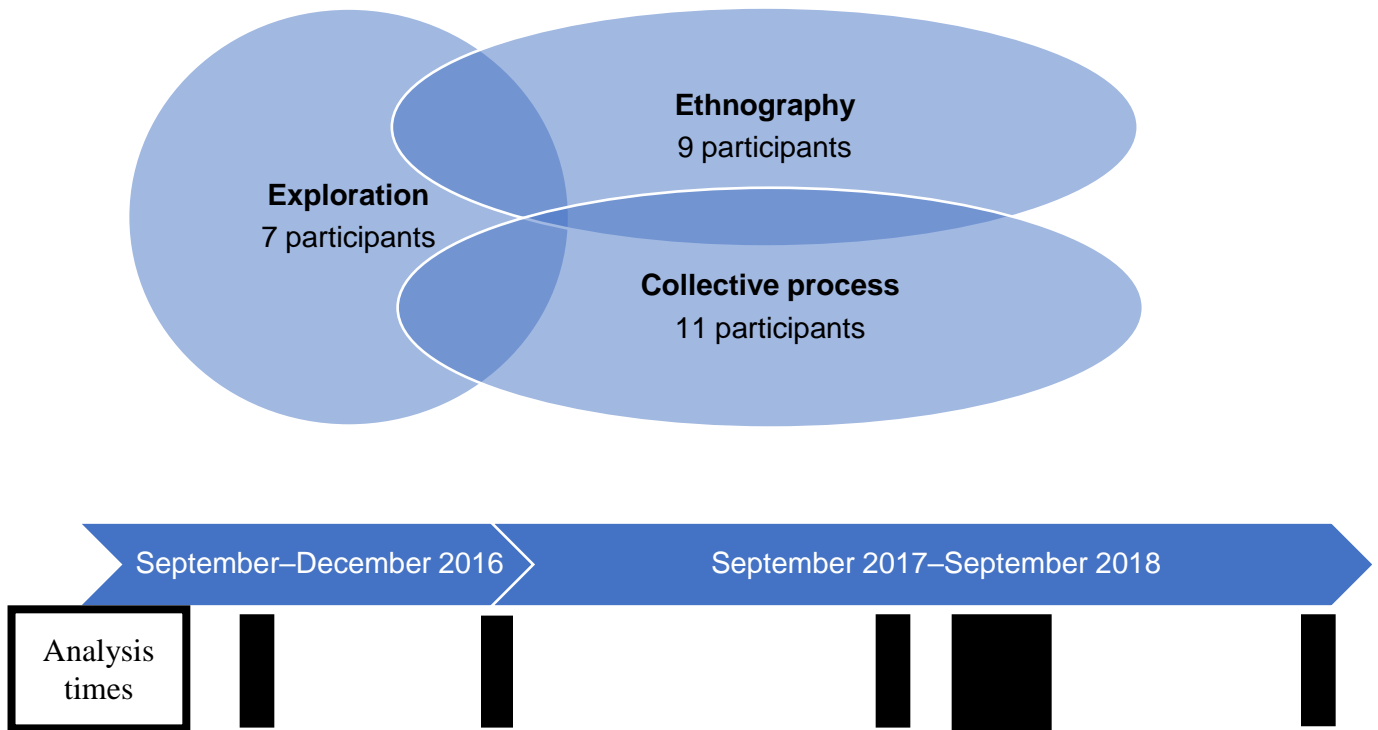 Ethnography
9 participants
Exploration
7 participants
Collective process
11 participants
September–December 2016
September 2017–September 2018
Analysis
times